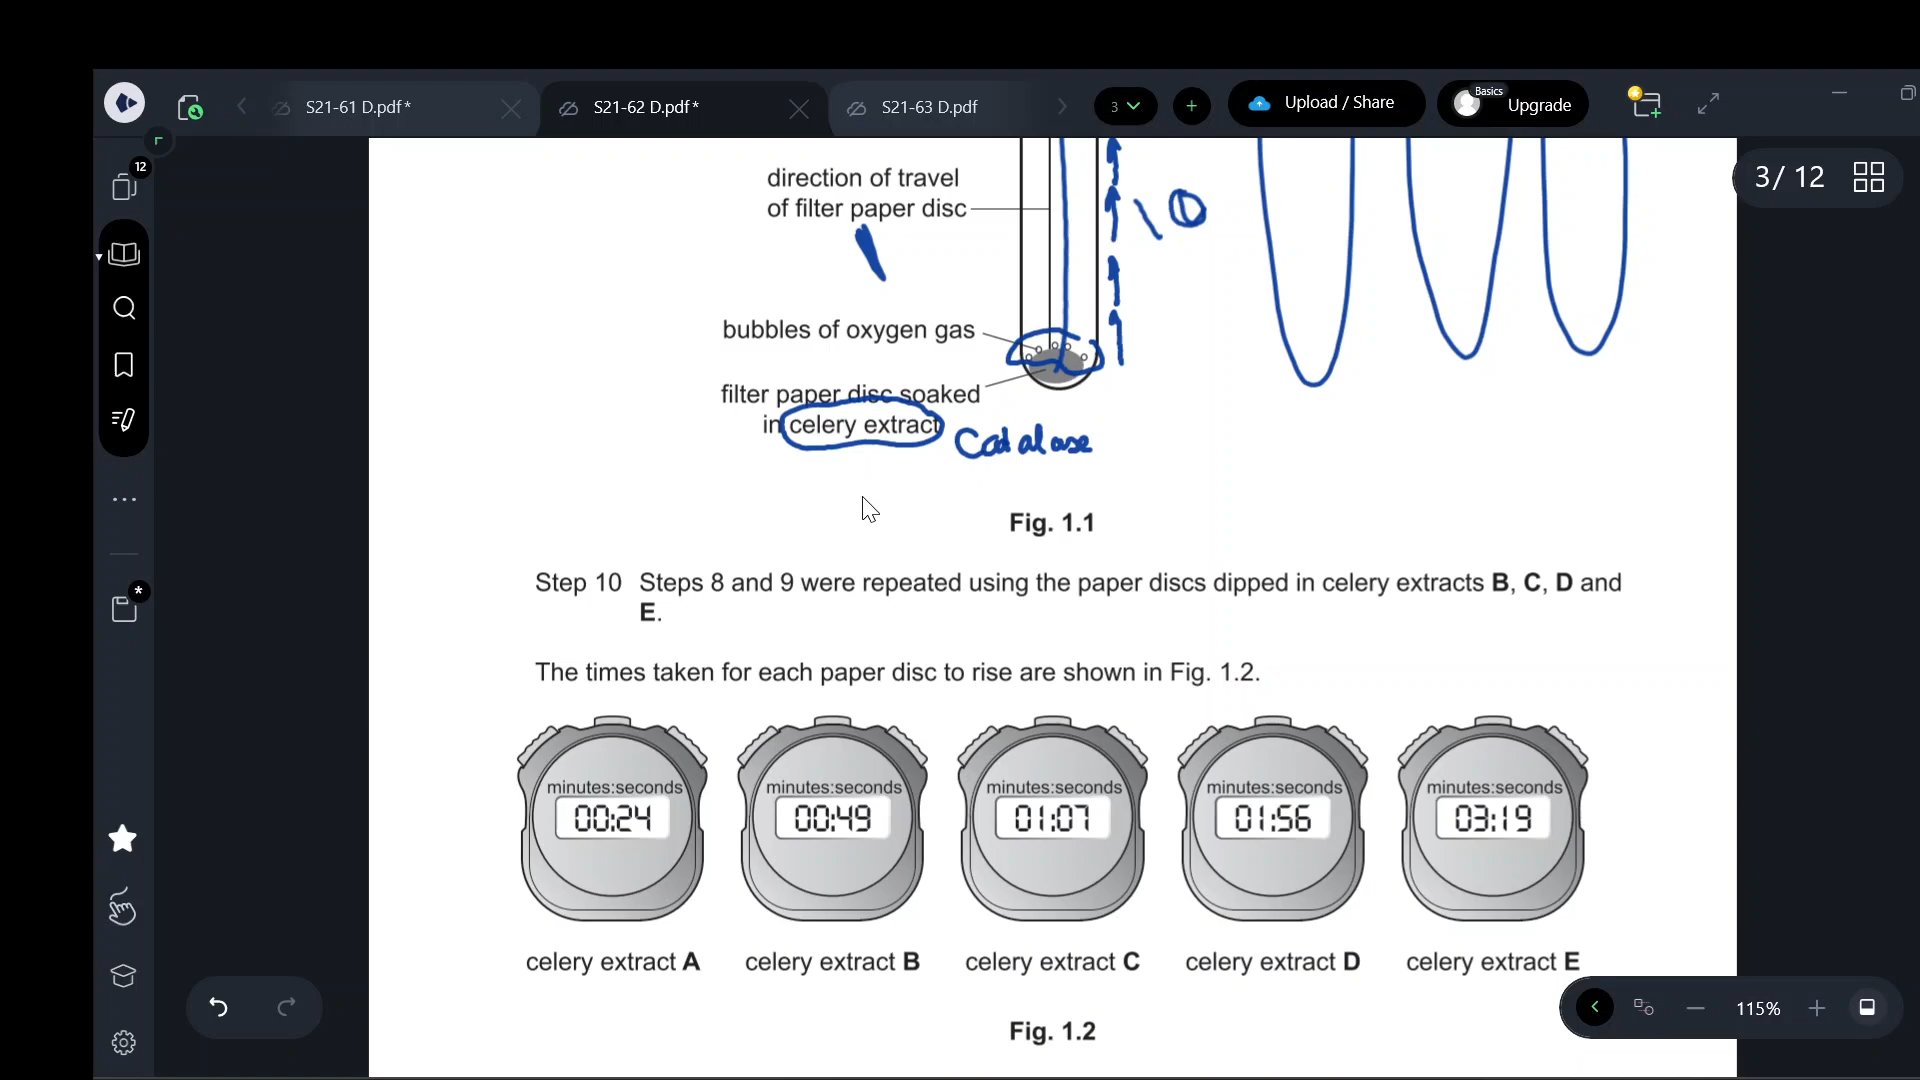 S21-61 D.pdf*
S21-62 D.pdf*
S21-63 D.pdf
3
Upload / Share
Basics
Upgrade
12
3/ 12
direction of travel
of filter paper disc
bubbles of oxygen gas
filter paper disc soaked
in celery extract
Catalase
Fig. 1.1
Step 10 Steps 8 and 9 were repeated using the paper discs dipped in celery extracts B, C, D and
E.
The times taken for each paper disc to rise are shown in Fig. 1.2.
minutes:seconds minutes:seconds minutes:seconds minutes:seconds minutes:seconds
00:24 00:49 01:07 01:56 03:19
celery extract A celery extract B celery extract C celery extract D celery extract E
115%
Fig. 1.2